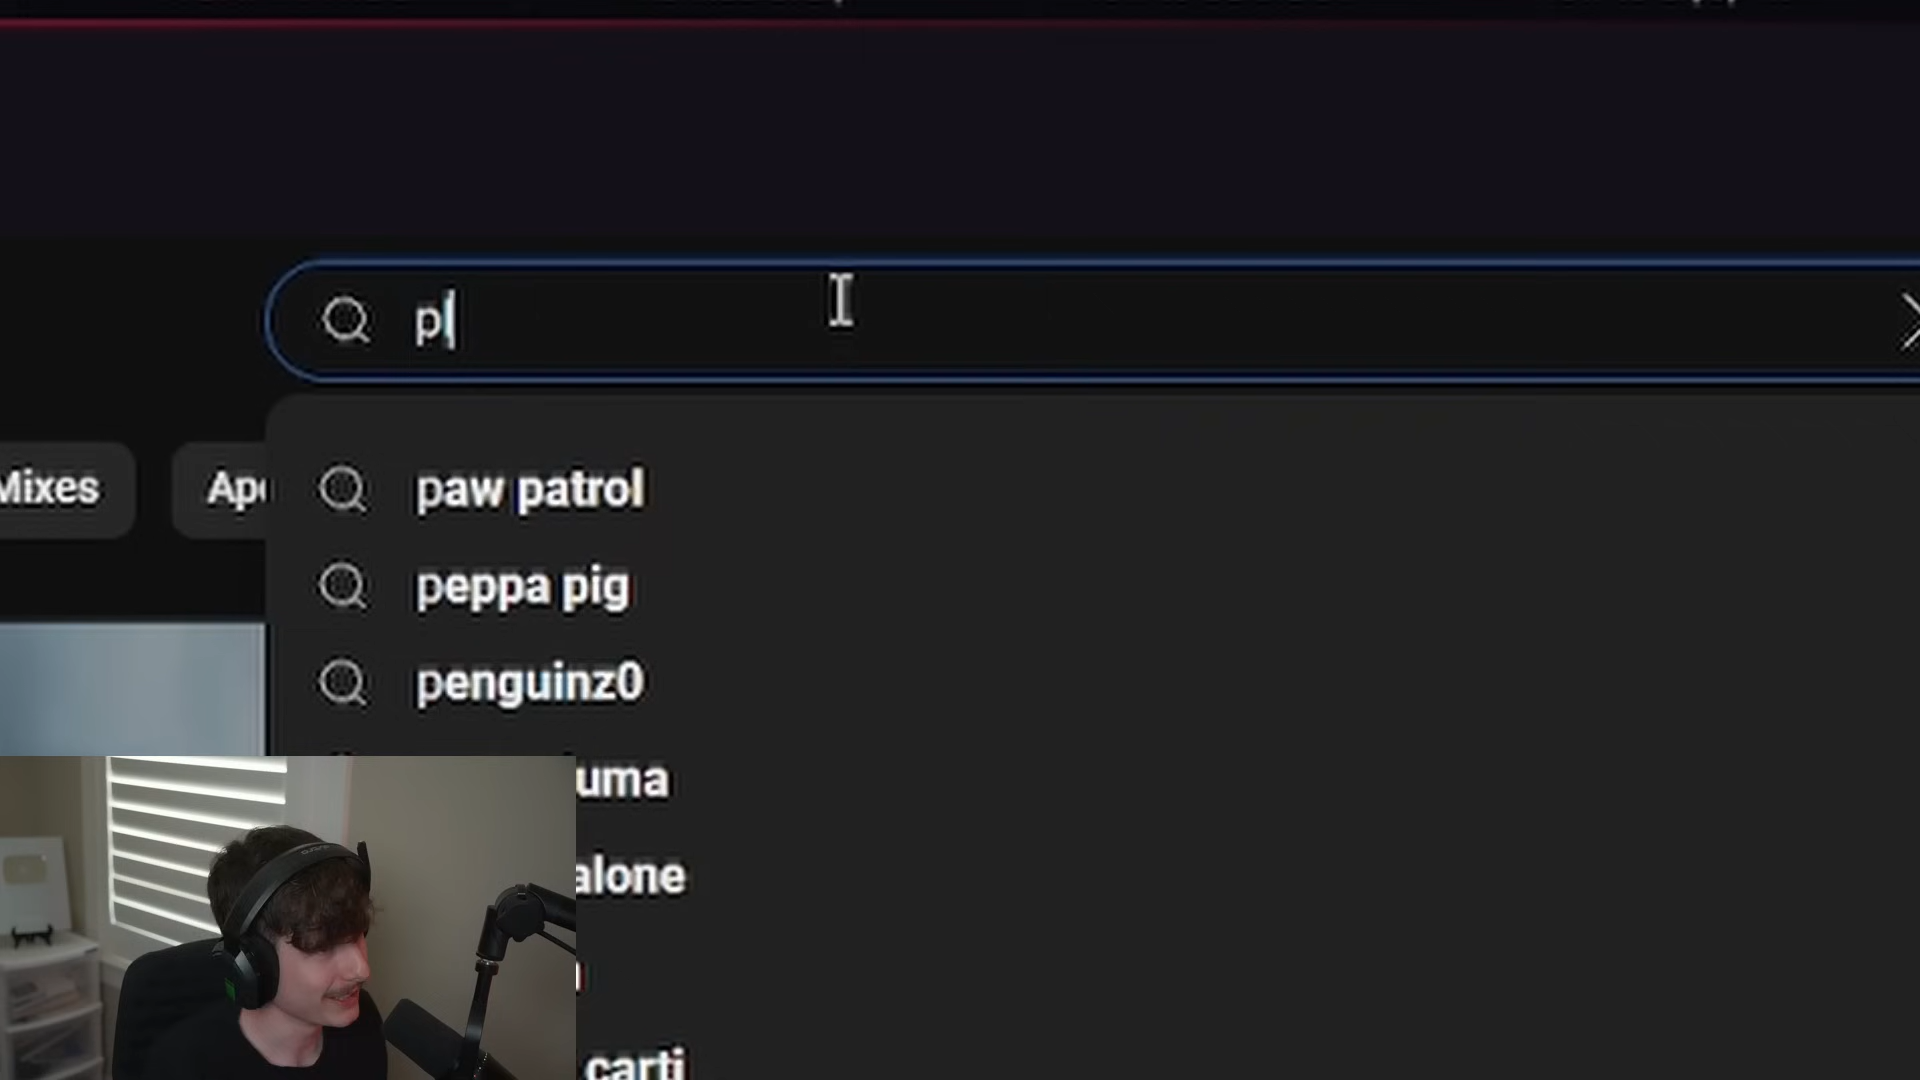 p
Mixes
Ap
paw patrol
peppa pig
penguinz0
uma
alone
carti